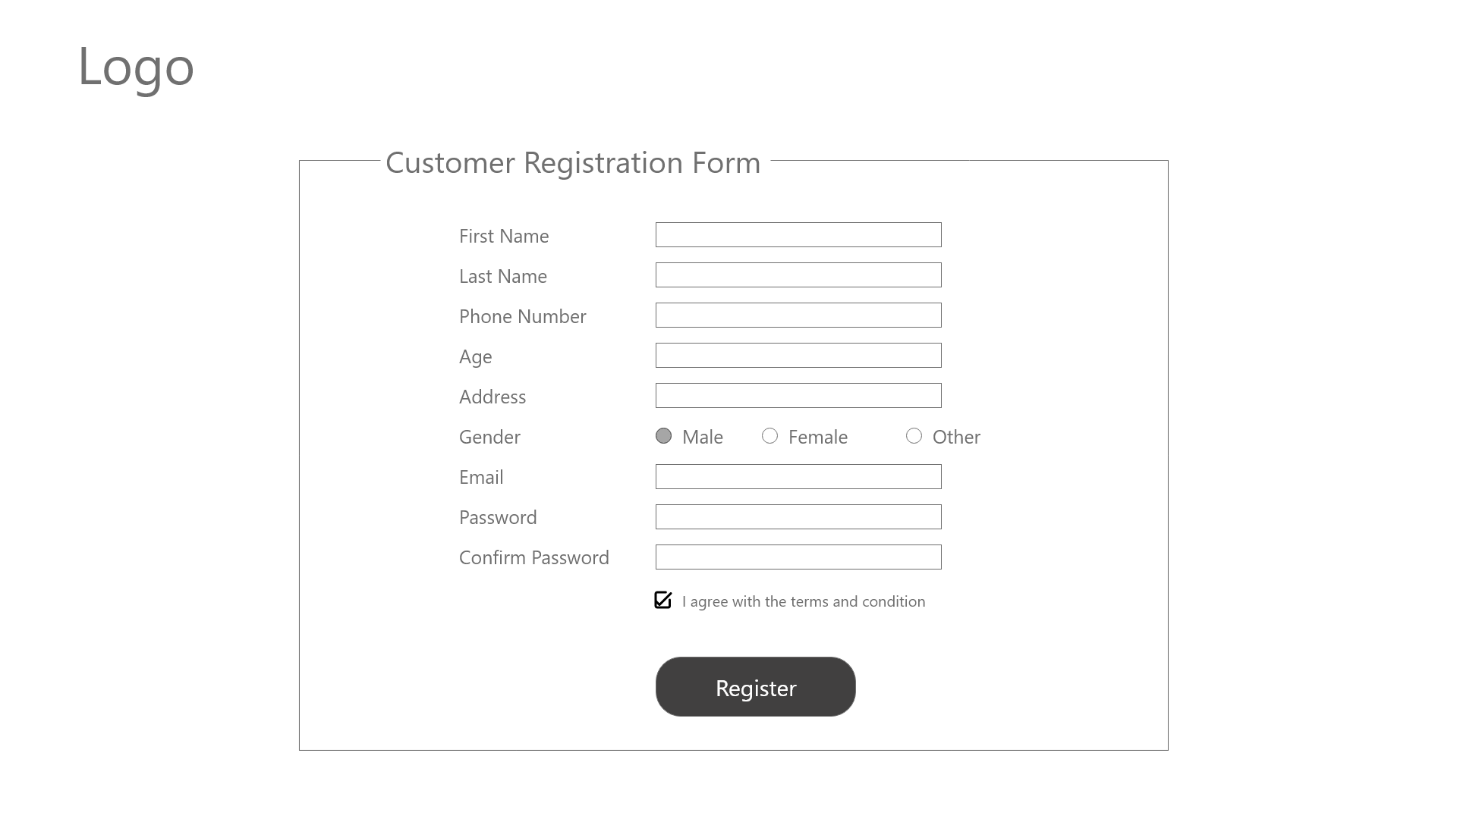 Logo
Customer Registration Form
First Name
Last Name
Phone Number
Age
Address
Gender Male Female Other
Email
Password
Confirm Password
I agree with the terms and condition
Register